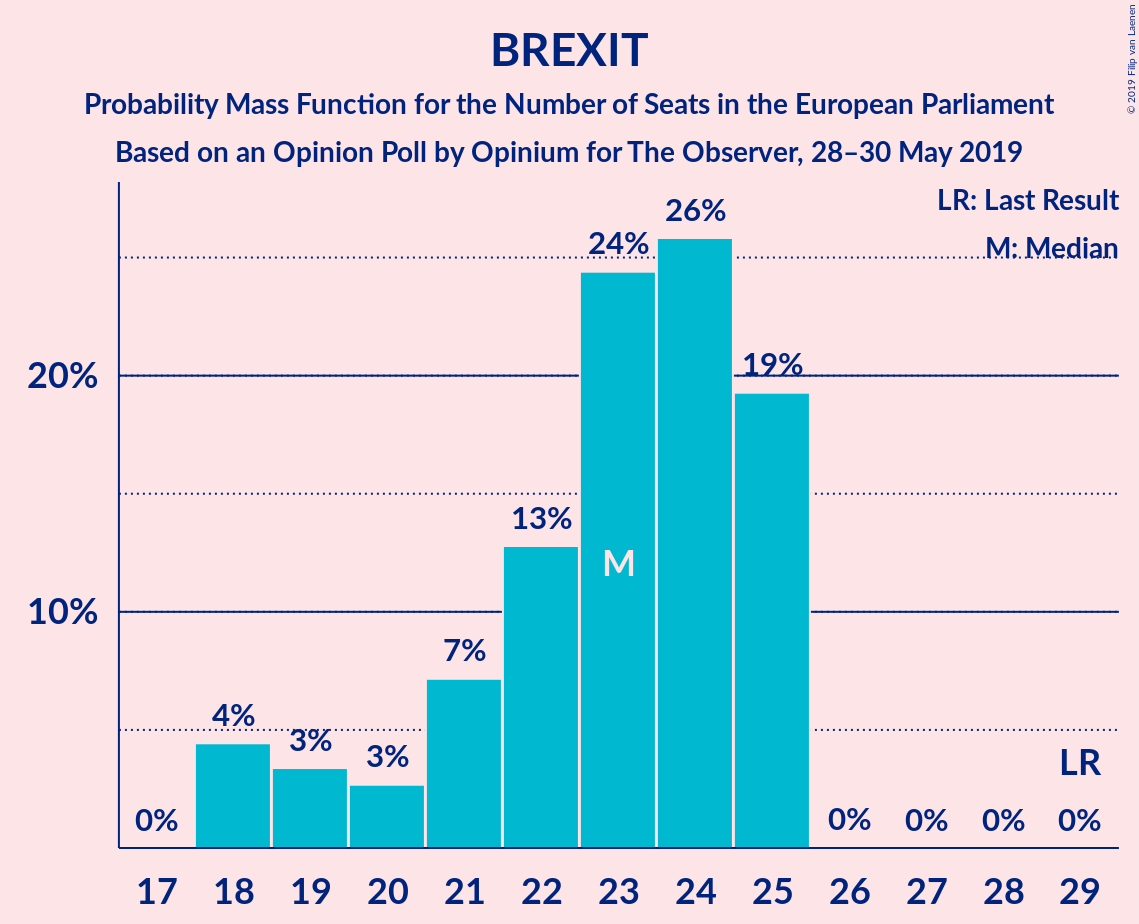 BREXIT
Probability Mass Function for the Number of Seats in the European Parliament
Based on an Opinion Poll by Opinium for The Observer, 28–30 May 2019
© 2019 Filip van Laenen
LR: Last Result
M: Median
26%
24%
20%
19%
13%
M
10%
7%
4%
3%
3%
LR
0%
0%
0%
0%
0%
17 18 19 20 21 22 23 24 25 26 27 28 29